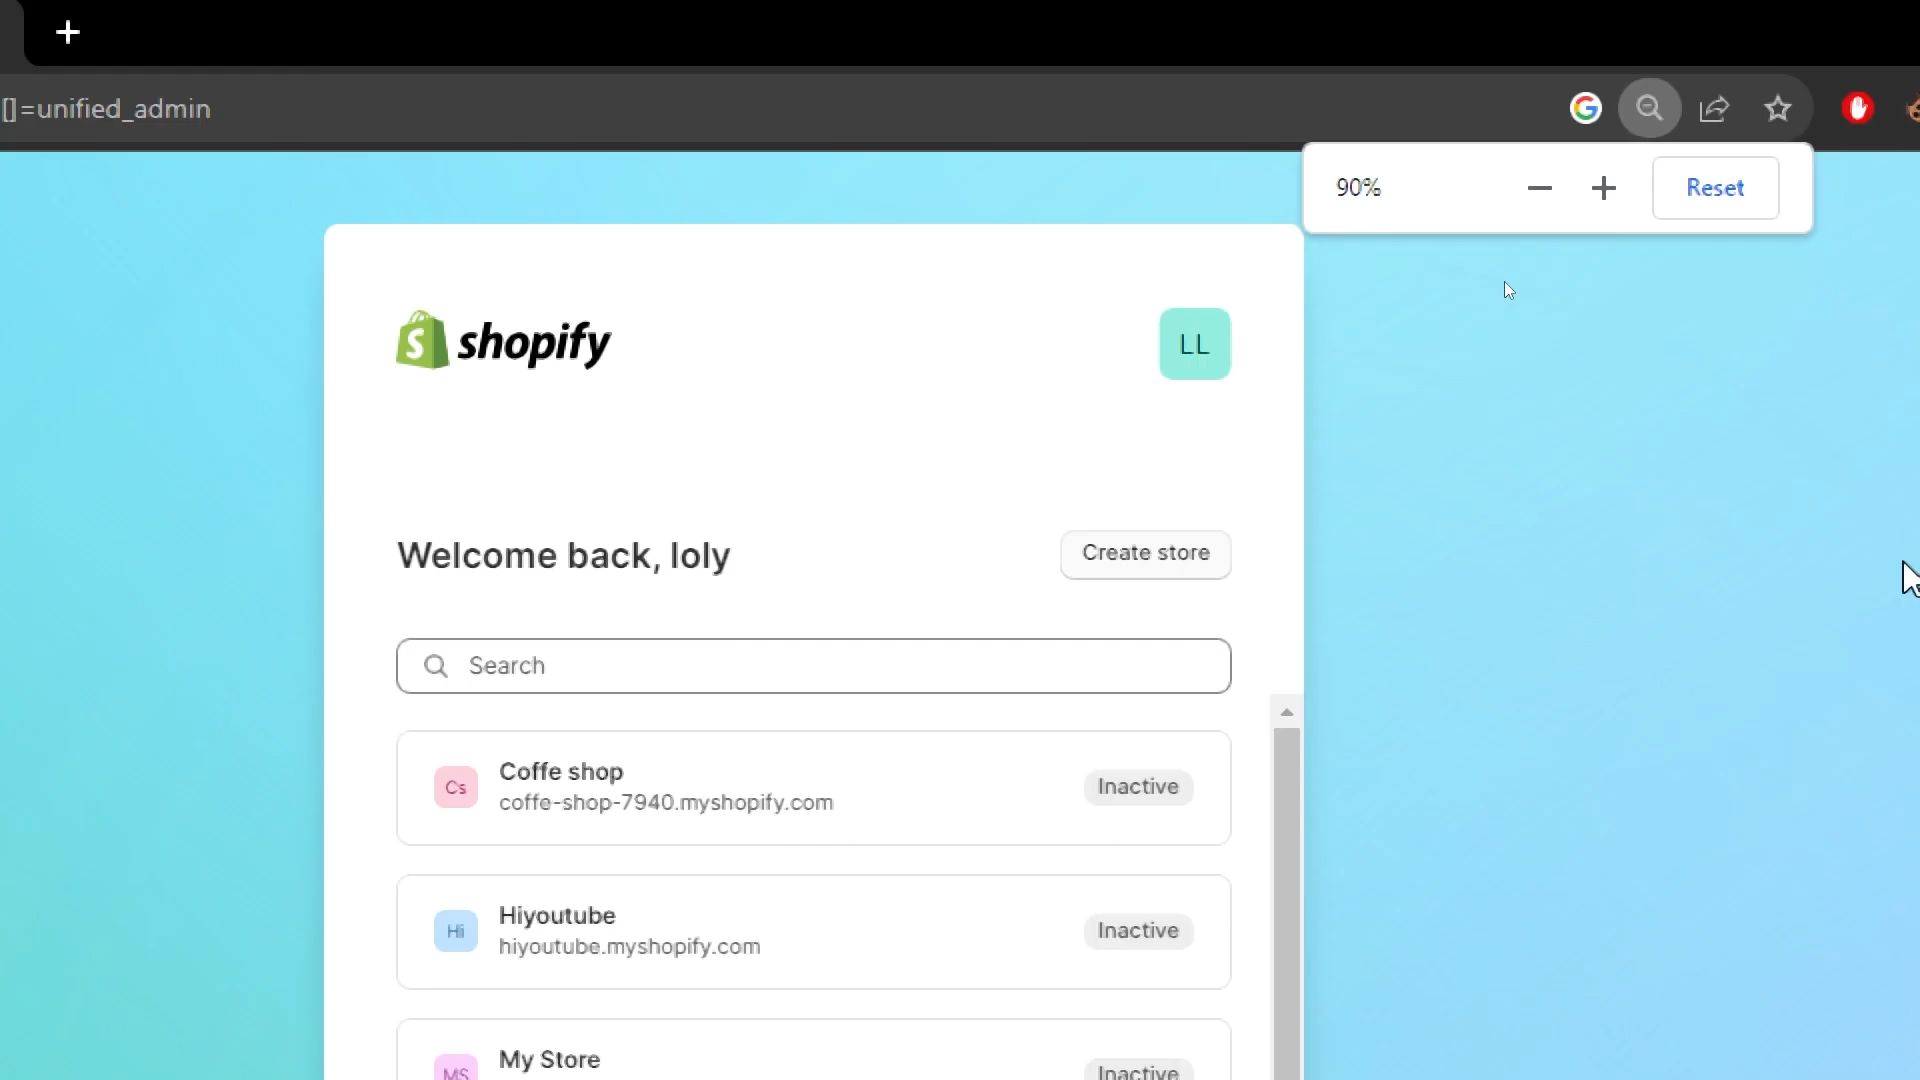 []=unified_admin
90%
Reset
shopify
LL
Welcome back, loly
Create store
Search
Cs
Coffe shop
coffe-shop-7940.myshopify.com
Inactive
Hi
Hiyoutube
hiyoutube.myshopify.com
Inactive
MS
My Store
Inactive